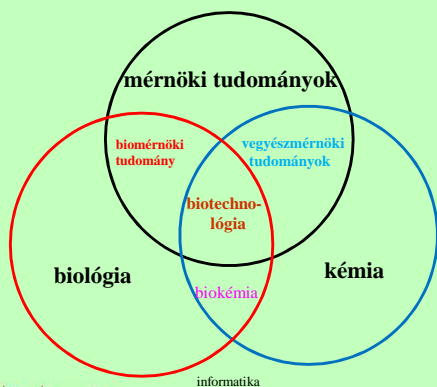 mérnöki tudományok
biomérnöki
tudomány
vegyészmérnöki
tudományok
biotechno-
lógia
biológia
kémia
biokémia
informatika